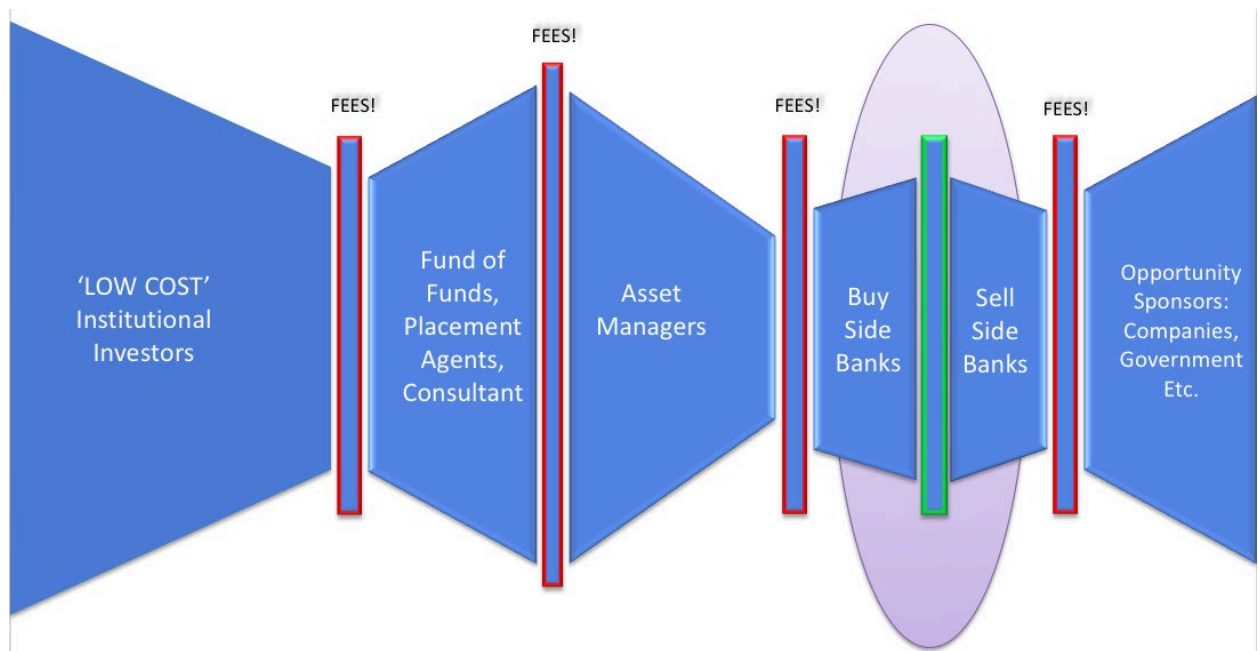 FEES!
FEES!
FEES!
FEES!
‘LOW COST’
Institutional
Investors
Fund of
Funds,
Placement
Agents,
Consultant
Asset
Managers
Buy
Side
Banks
Sell
Side
Banks
Opportunity
Sponsors:
Companies,
Government
Etc.